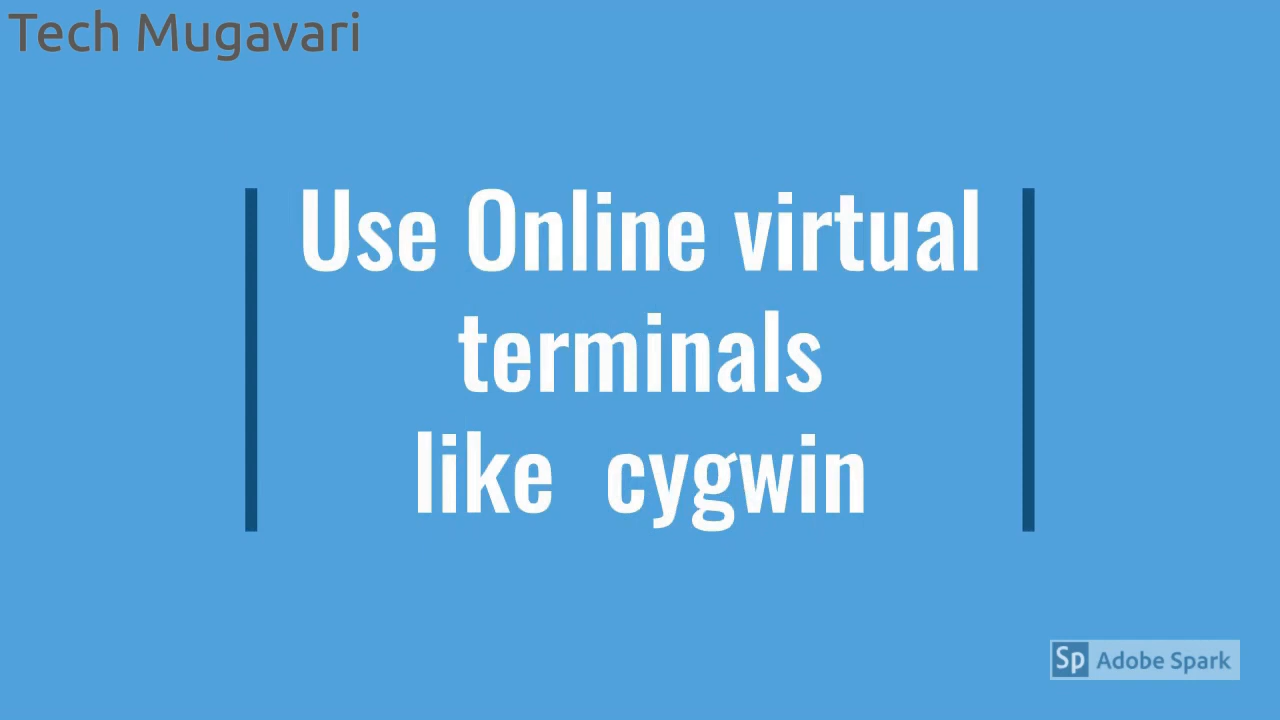 Tech Mugavari
Use Online virtual
terminals
like cygwin
Sp Adobe Spark